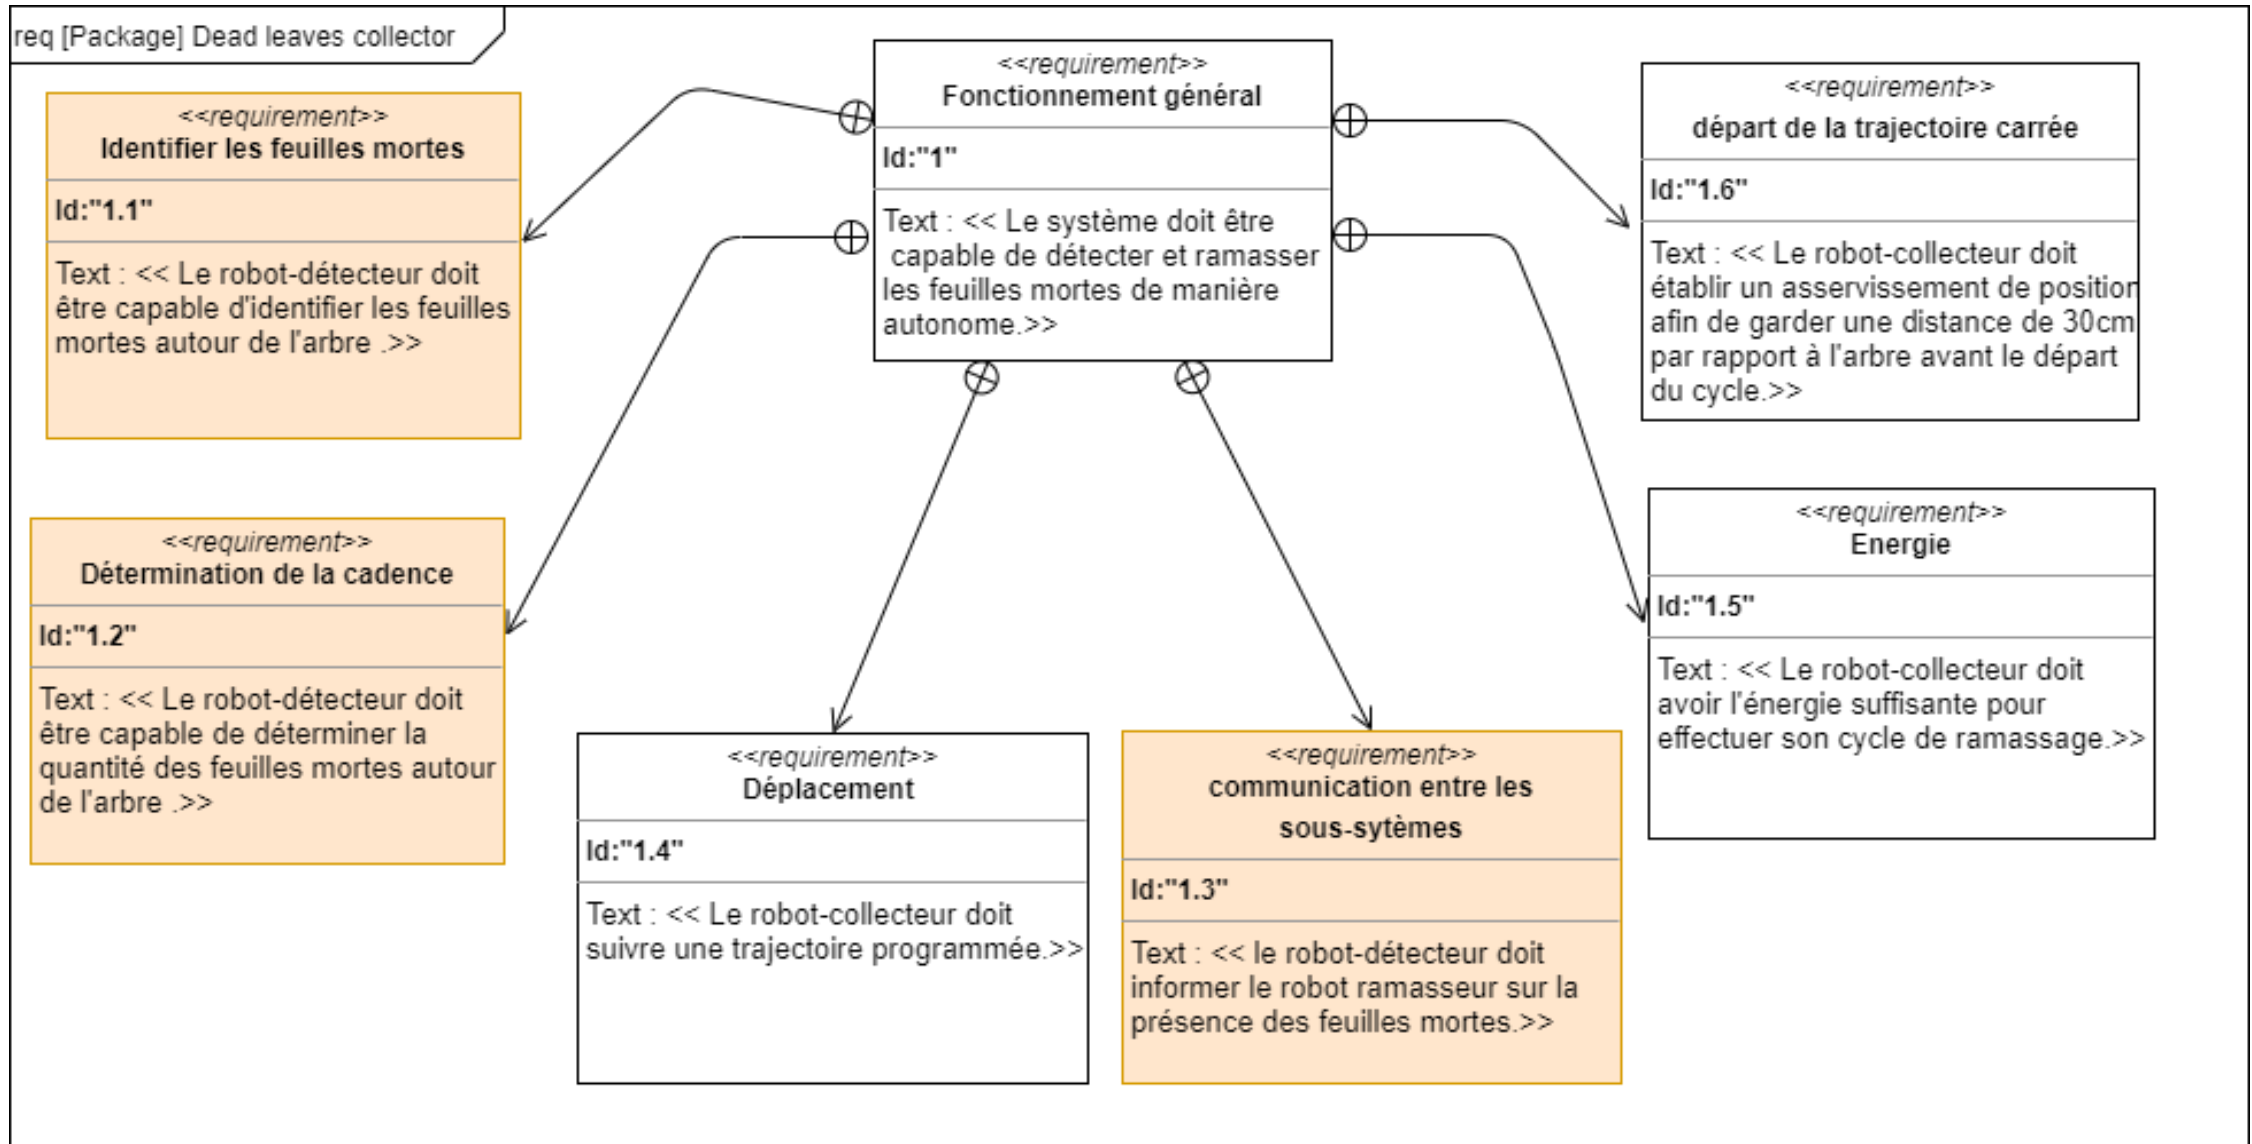 req [Package] Dead leaves collector
<<requirement>>
Fonctionnement général
Id:"1"
Text : << Le système doit être
capable de détecter et ramasser
les feuilles mortes de manière
autonome.>>
<<requirement>>
Identifier les feuilles mortes
Id:"1.1"
Text : << Le robot-détecteur doit
être capable d'identifier les feuilles
mortes autour de l'arbre .>>
<<requirement>>
départ de la trajectoire carrée
Id:"1.6"
Text : << Le robot-collecteur doit
établir un asservissement de position
afin de garder une distance de 30cm
par rapport à l'arbre avant le départ
du cycle.>>
<<requirement>>
Détermination de la cadence
Id:"1.2"
Text : << Le robot-détecteur doit
être capable de déterminer la
quantité des feuilles mortes autour
de l'arbre .>>
<<requirement>>
Energie
Id:"1.5"
Text : << Le robot-collecteur doit
avoir l'énergie suffisante pour
effectuer son cycle de ramassage.>>
<<requirement>>
Déplacement
Id:"1.4"
Text : << Le robot-collecteur doit
suivre une trajectoire programmée.>>
<<requirement>>
communication entre les
sous-sytèmes
Id:"1.3"
Text : << le robot-détecteur doit
informer le robot ramasseur sur la
présence des feuilles mortes.>>